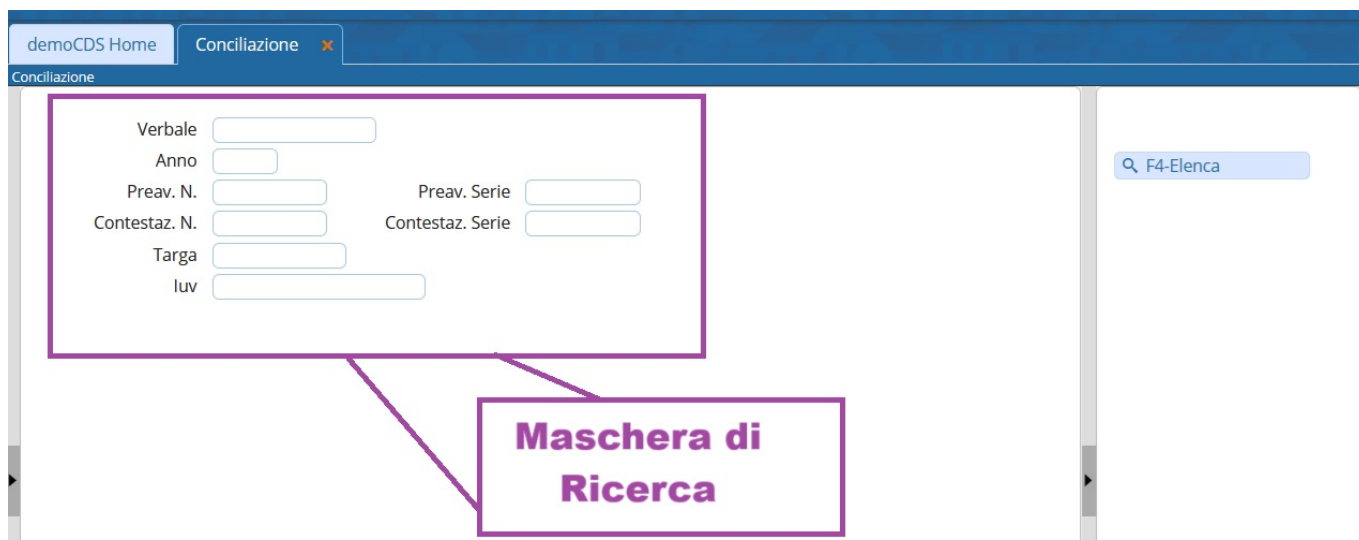 demoCDS Home Conciliazione ×
Conciliazione
Verbale
Anno
Preav. N. Preav. Serie
Contestaz. N. Contestaz. Serie
Targa
Iuv
F4-Elenca
Maschera di
Ricerca